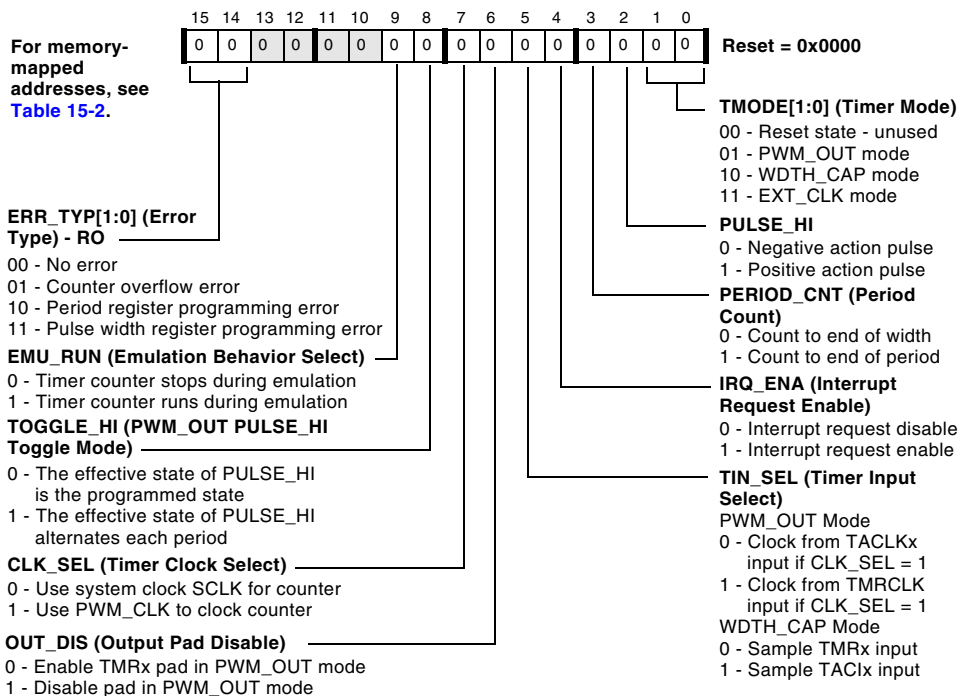 15 14 13 12 11 10 9 8 7 6 5 4 3 2 1 0
For memory-
mapped
addresses, see
Table 15-2.
0 0 0 0 0 0 0 0 0 0 0 0 0 0 0 0
Reset = 0x0000
ERR_TYP[1:0] (Error
Type) - RO
00 - No error
01 - Counter overflow error
10 - Period register programming error
11 - Pulse width register programming error
EMU_RUN (Emulation Behavior Select)
0 - Timer counter stops during emulation
1 - Timer counter runs during emulation
TOGGLE_HI (PWM_OUT PULSE_HI
Toggle Mode)
0 - The effective state of PULSE_HI
is the programmed state
1 - The effective state of PULSE_HI
alternates each period
CLK_SEL (Timer Clock Select)
0 - Use system clock SCLK for counter
1 - Use PWM_CLK to clock counter
OUT_DIS (Output Pad Disable)
0 - Enable TMRx pad in PWM_OUT mode
1 - Disable pad in PWM_OUT mode
TMODE[1:0] (Timer Mode)
00 - Reset state - unused
01 - PWM_OUT mode
10 - WDTH_CAP mode
11 - EXT_CLK mode
PULSE_HI
0 - Negative action pulse
1 - Positive action pulse
PERIOD_CNT (Period
Count)
0 - Count to end of width
1 - Count to end of period
IRQ_ENA (Interrupt
Request Enable)
0 - Interrupt request disable
1 - Interrupt request enable
TIN_SEL (Timer Input
Select)
PWM_OUT Mode
0 - Clock from TACLKx
input if CLK_SEL = 1
1 - Clock from TMRCLK
input if CLK_SEL = 1
WDTH_CAP Mode
0 - Sample TMRx input
1 - Sample TACIx input